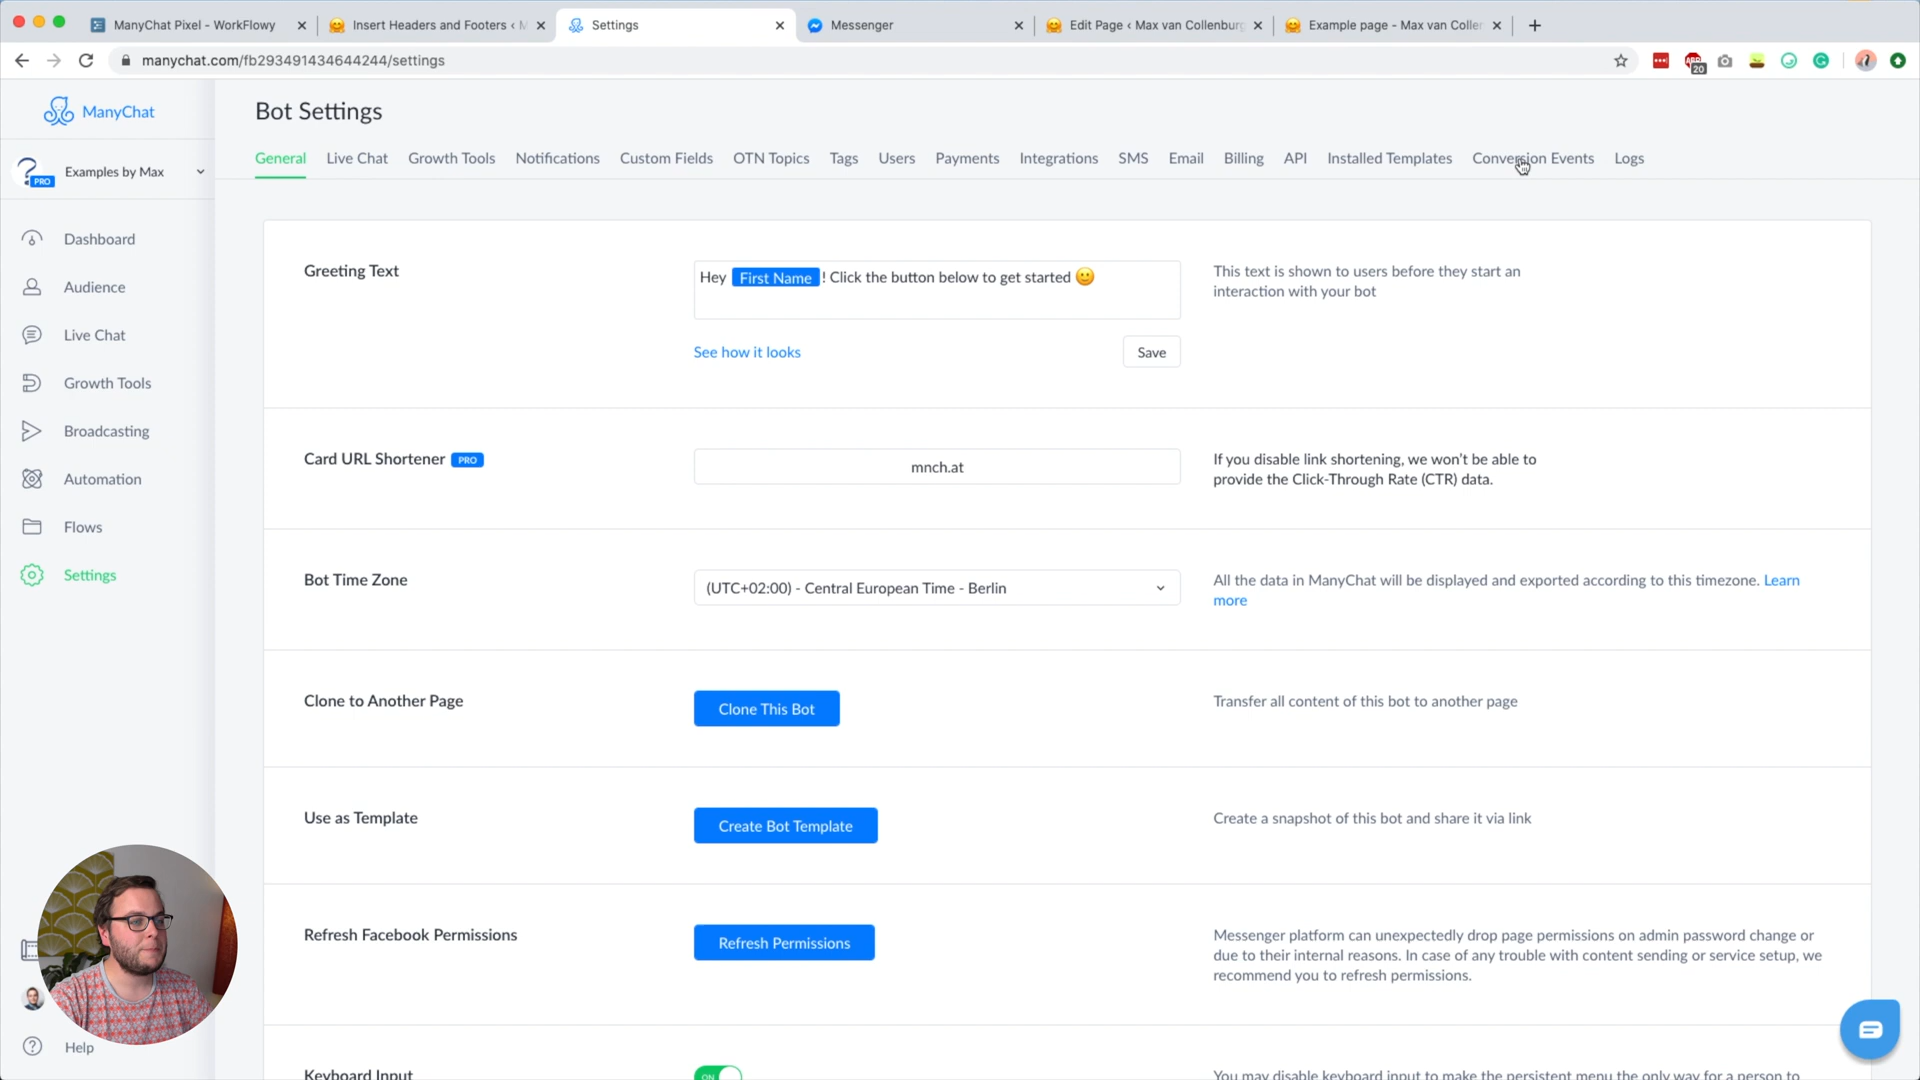 ManyChat Pixel - WorkFlowy
Insert Headers and Footers ‹ M
Settings
Messenger
Edit Page ‹ Max van Collenburg
Example page - Max van Collen
manychat.com/fb293491434644244/settings
20
ManyChat
Bot Settings
General Live Chat Growth Tools Notifications Custom Fields OTN Topics Tags Users Payments Integrations SMS Email Billing API Installed Templates Conversion Events Logs
PRO
Examples by Max
Dashboard
Audience
Live Chat
Growth Tools
Broadcasting
Automation
Flows
Settings
Help
Greeting Text
Hey First Name ! Click the button below to get started 🙂
See how it looks
Save
This text is shown to users before they start an
interaction with your bot
Card URL Shortener PRO
mnch.at
If you disable link shortening, we won't be able to
provide the Click-Through Rate (CTR) data.
Bot Time Zone
(UTC+02:00) - Central European Time - Berlin
All the data in ManyChat will be displayed and exported according to this timezone. Learn
more
Clone to Another Page
Clone This Bot
Transfer all content of this bot to another page
Use as Template
Create Bot Template
Create a snapshot of this bot and share it via link
Refresh Facebook Permissions
Refresh Permissions
Messenger platform can unexpectedly drop page permissions on admin password change or
due to their internal reasons. In case of any trouble with content sending or service setup, we
recommend you to refresh permissions.
Keyboard Input
ON
You may disable keyboard input to make the persistent menu the only way for a person to